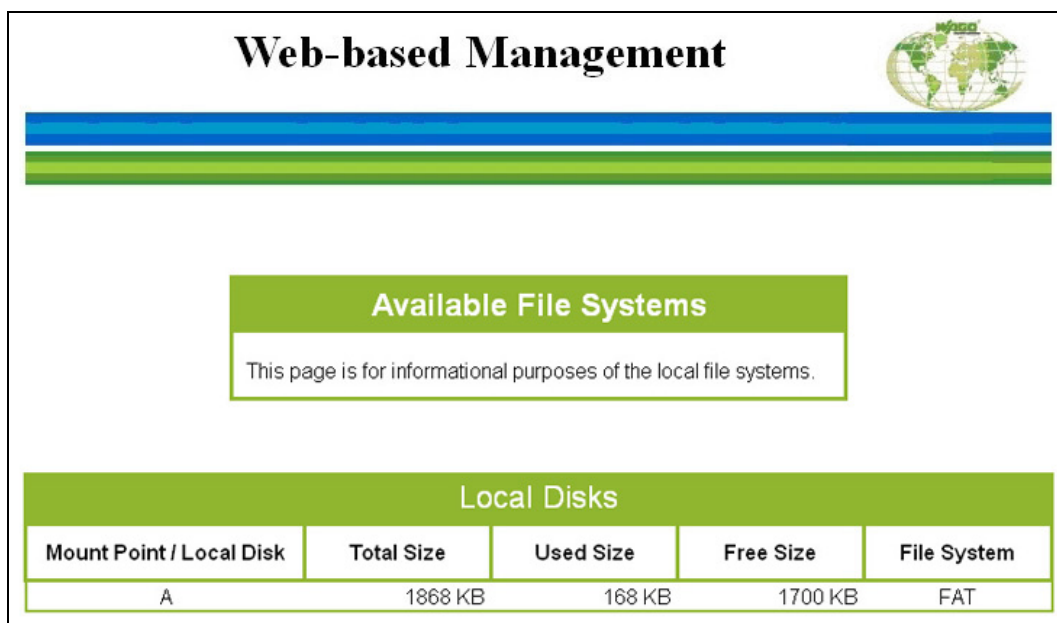 Web-based Management
WAGO
Available File Systems
This page is for informational purposes of the local file systems.
Local Disks
Mount Point / Local Disk Total Size Used Size Free Size File System
A 1868 KB 168 KB 1700 KB FAT